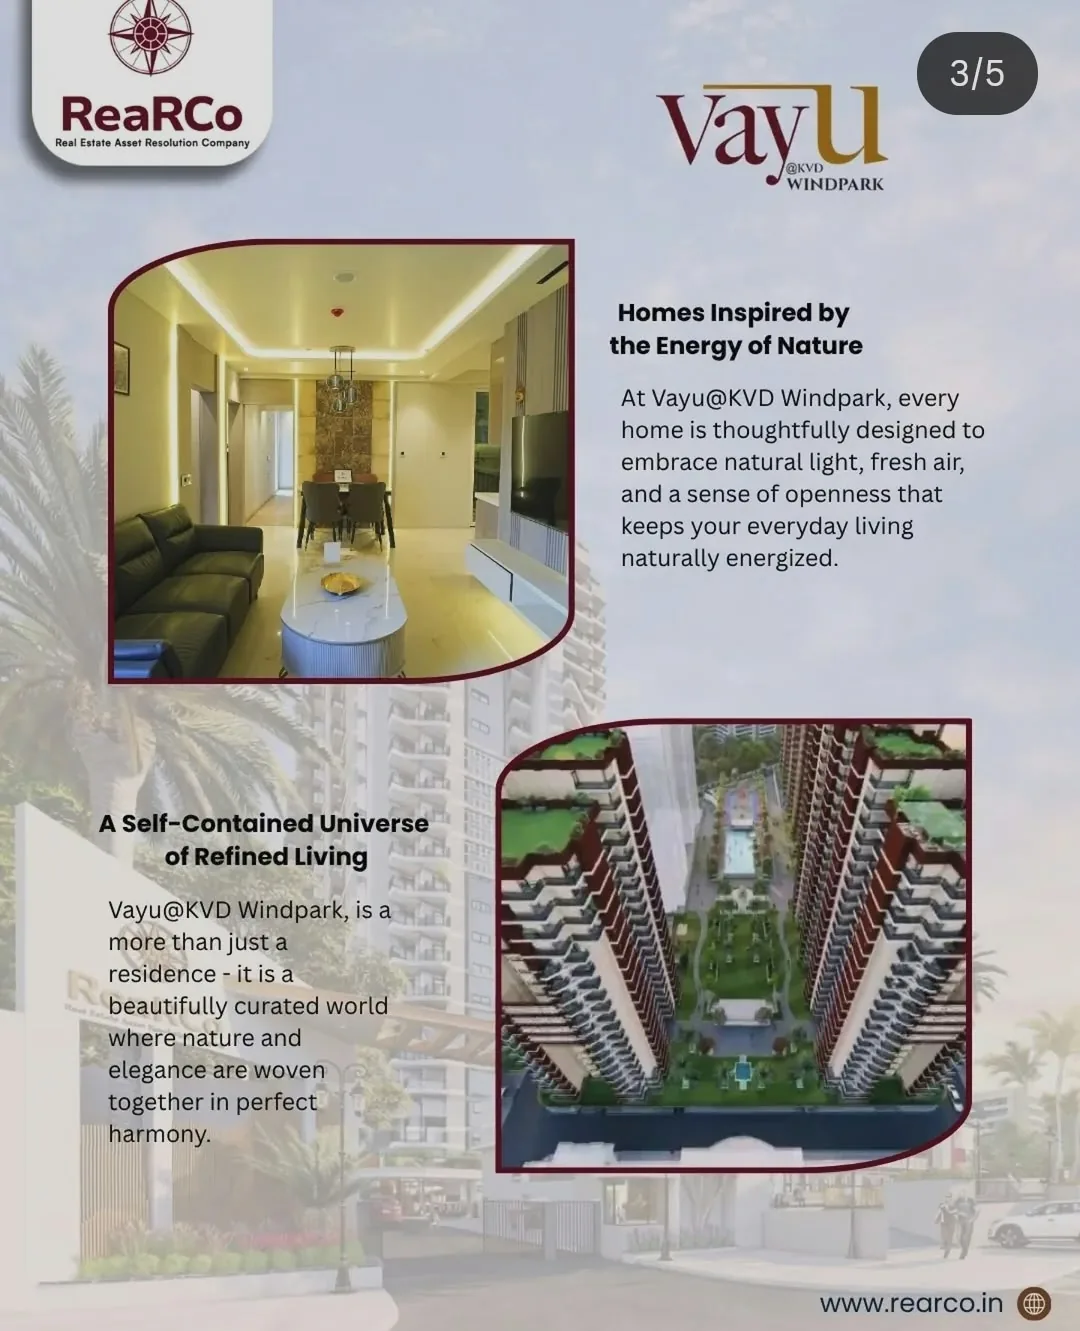 ReaRCo
Real Estate Asset Resolution Company
3/5
Vayu
@KVD
WINDPARK
Homes Inspired by
the Energy of Nature
At Vayu@KVD Windpark, every
home is thoughtfully designed to
embrace natural light, fresh air,
and a sense of openness that
keeps your everyday living
naturally energized.
A Self-Contained Universe
of Refined Living
Vayu@KVD Windpark, is a
more than just a
residence - it is a
beautifully curated world
where nature and
elegance are woven
together in perfect
harmony.
www.rearco.in